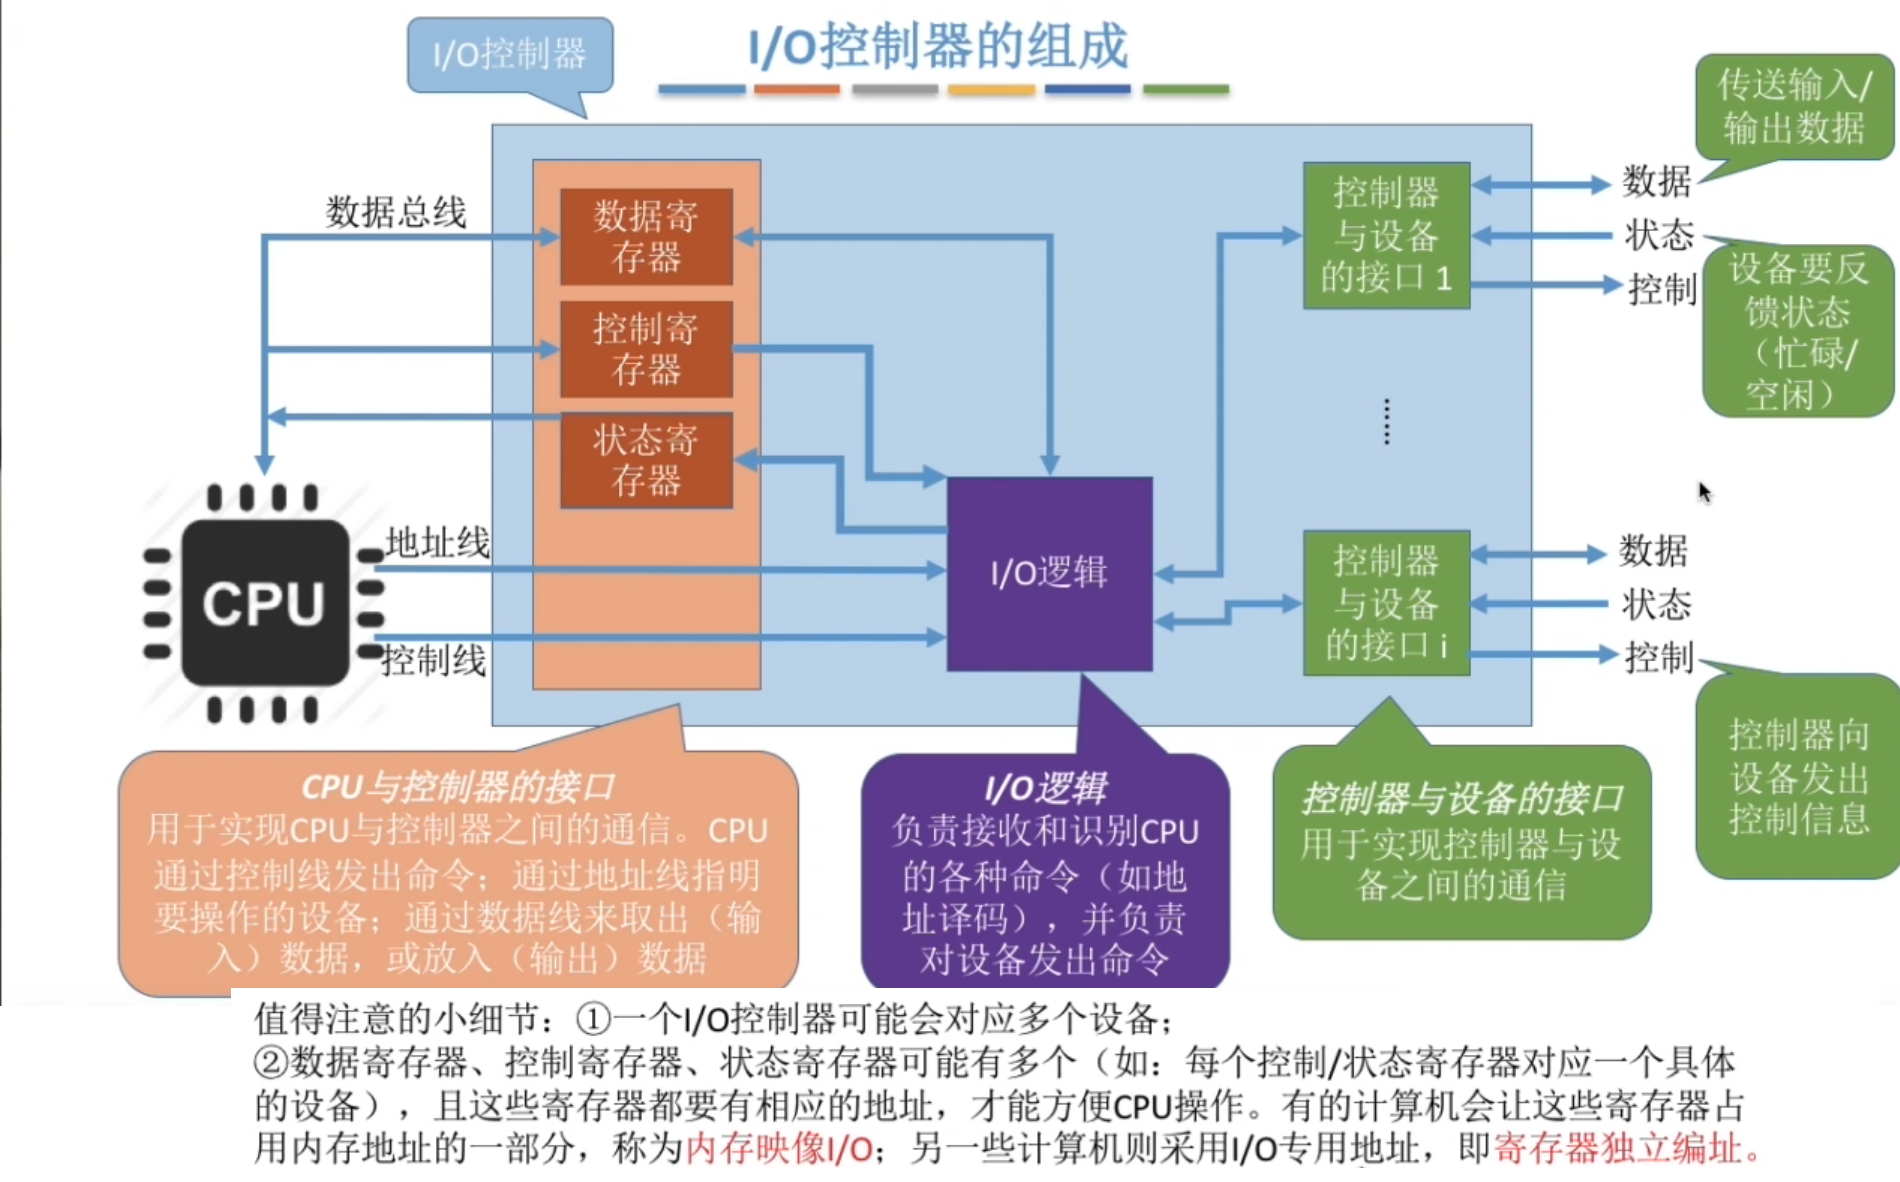 I/O控制器
I/O控制器的组成
传送输入/
输出数据
数据总线
数据寄
存器
控制寄
存器
状态寄
存器
控制器
与设备
的接口 1
数据
状态
控制
设备要反
馈状态
（忙碌/
空闲）
......
CPU
地址线
控制线
I/O逻辑
控制器
与设备
的接口 i
数据
状态
控制
控制器向
设备发出
控制信息
CPU与控制器的接口
用于实现CPU与控制器之间的通信。CPU
通过控制线发出命令；通过地址线指明
要操作的设备；通过数据线来取出（输
入）数据，或放入（输出）数据
I/O逻辑
负责接收和识别CPU
的各种命令（如地
址译码），并负责
对设备发出命令
控制器与设备的接口
用于实现控制器与设
备之间的通信
值得注意的小细节：①一个I/O控制器可能会对应多个设备；
②数据寄存器、控制寄存器、状态寄存器可能有多个（如：每个控制/状态寄存器对应一个具体
的设备），且这些寄存器都要有相应的地址，才能方便CPU操作。有的计算机会让这些寄存器占
用内存地址的一部分，称为内存映像I/O；另一些计算机则采用I/O专用地址，即寄存器独立编址。